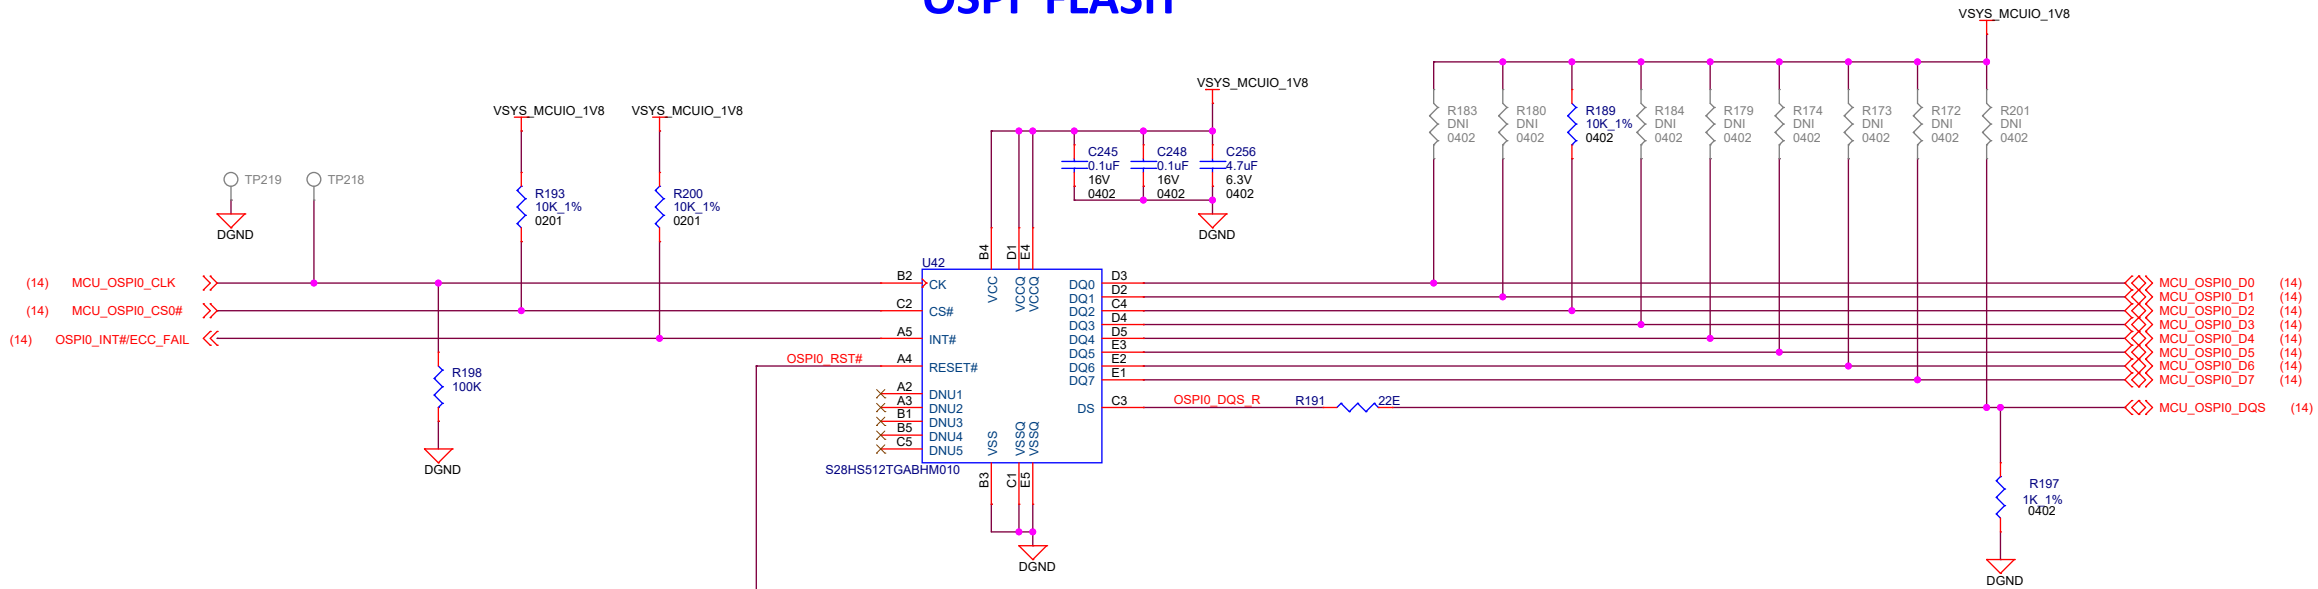 OSPI FLASH
VSYS_MCUIO_1V8
VSYS_MCUIO_1V8
VSYS_MCUIO_1V8
VSYS_MCUIO_1V8
R183
DNI
0402
R180
DNI
0402
R189
10K_1%
0402
R184
DNI
0402
R179
DNI
0402
R174
DNI
0402
R173
DNI
0402
R172
DNI
0402
R201
DNI
0402
C245
0.1uF
16V
0402
C248
0.1uF
16V
0402
C256
4.7uF
6.3V
0402
DGND
TP219
TP218
DGND
R193
10K_1%
0201
R200
10K_1%
0201
U42
B4
D1
E4
VCC
VCCQ
VCCQ
(14) MCU_OSPI0_CLK
(14) MCU_OSPI0_CS0#
(14) OSPI0_INT#/ECC_FAIL
OSPI0_RST#
B2 CK
C2 CS#
A5 INT#
A4 RESET#
A2 DNU1
A3 DNU2
B1 DNU3
B5 DNU4
C5 DNU5
DQ0 D3
DQ1 D2
DQ2 C4
DQ3 D4
DQ4 D5
DQ5 E3
DQ6 E2
DQ7 E1
DS C3
VSS
VSSQ
VSSQ
B3
C1
E5
S28HS512TGABHM010
DGND
R198
100K
DGND
OSPI0_DQS_R
R191 22E
MCU_OSPI0_D0 (14)
MCU_OSPI0_D1 (14)
MCU_OSPI0_D2 (14)
MCU_OSPI0_D3 (14)
MCU_OSPI0_D4 (14)
MCU_OSPI0_D5 (14)
MCU_OSPI0_D6 (14)
MCU_OSPI0_D7 (14)
MCU_OSPI0_DQS (14)
R197
1K_1%
0402
DGND